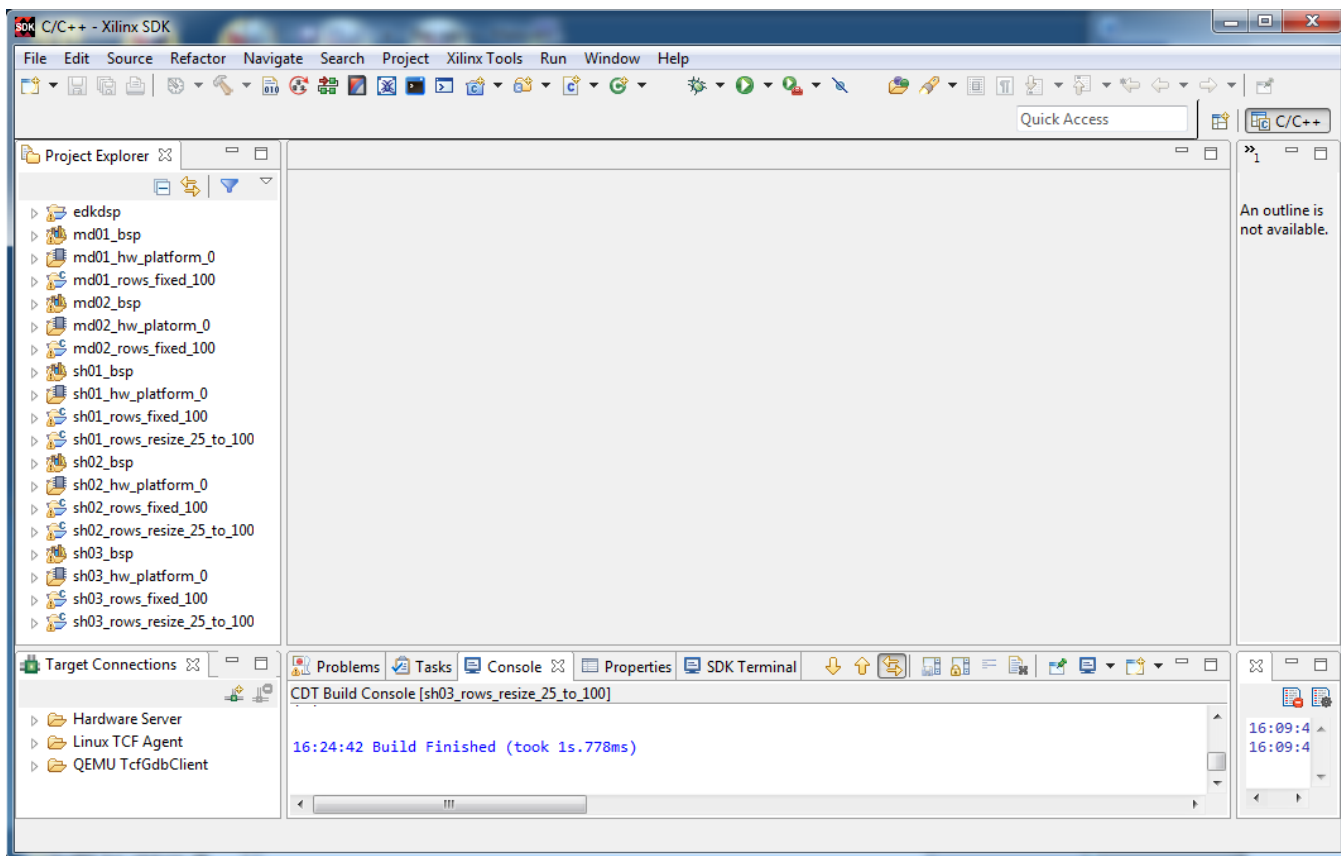 SDK C/C++ - Xilinx SDK
File Edit Source Refactor Navigate Search Project Xilinx Tools Run Window Help
010
Quick Access
C/C++
Project Explorer
»1
edkdsp
md01_bsp
md01_hw_platform_0
md01_rows_fixed_100
md02_bsp
md02_hw_platorm_0
md02_rows_fixed_100
sh01_bsp
sh01_hw_platform_0
sh01_rows_fixed_100
sh01_rows_resize_25_to_100
sh02_bsp
sh02_hw_platform_0
sh02_rows_fixed_100
sh02_rows_resize_25_to_100
sh03_bsp
sh03_hw_platform_0
sh03_rows_fixed_100
sh03_rows_resize_25_to_100
An outline is
not available.
Target Connections
Hardware Server
Linux TCF Agent
QEMU TcfGdbClient
Problems Tasks Console Properties SDK Terminal
CDT Build Console [sh03_rows_resize_25_to_100]
16:24:42 Build Finished (took 1s.778ms)
16:09:4
16:09:4